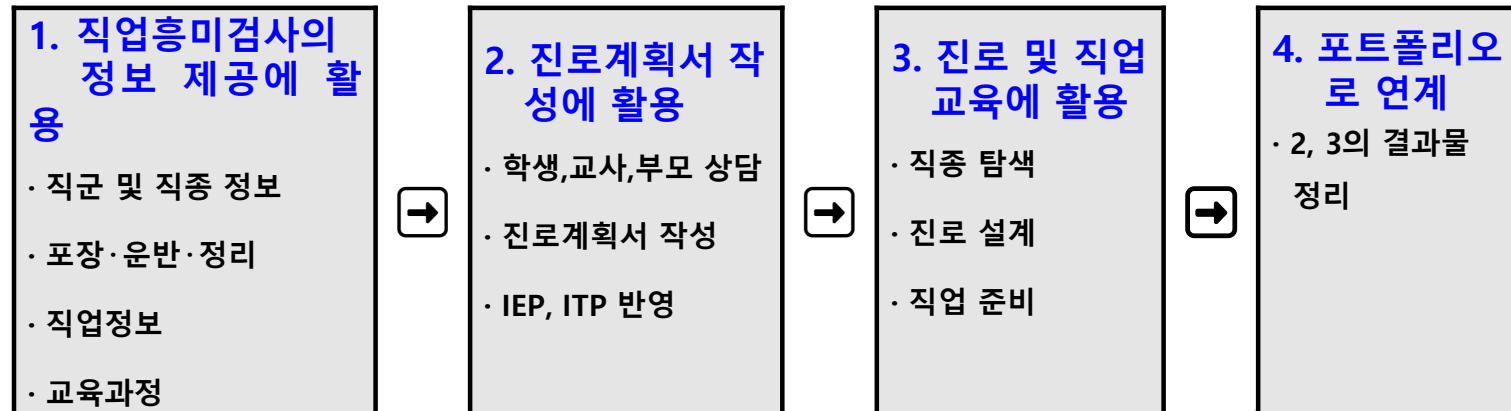 1. 직업흥미검사의
정보 제공에 활
용
· 직군 및 직종 정보
· 포장·운반·정리
· 직업정보
· 교육과정
2. 진로계획서 작
성에 활용
· 학생,교사,부모 상담
· 진로계획서 작성
· IEP, ITP 반영
3. 진로 및 직업
교육에 활용
· 직종 탐색
· 진로 설계
· 직업 준비
4. 포트폴리오
로 연계
· 2, 3의 결과물
정리